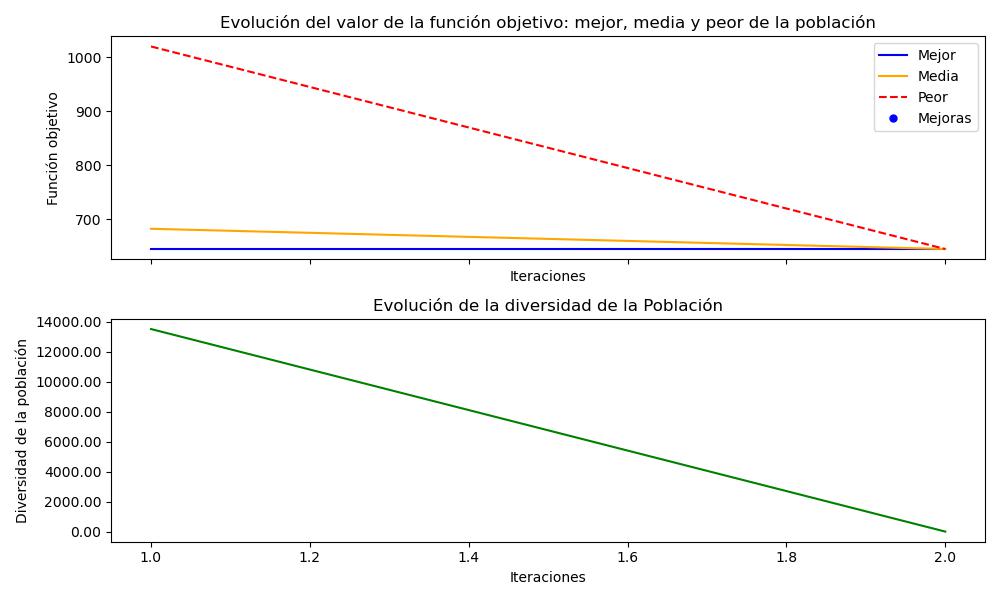 Evolución del valor de la función objetivo: mejor, media y peor de la población
Función objetivo
1000
900
800
700
Mejor
Media
Peor
Mejoras
Iteraciones
Evolución de la diversidad de la Población
Diversidad de la población
14000.00
12000.00
10000.00
8000.00
6000.00
4000.00
2000.00
0.00
1.0 1.2 1.4 1.6 1.8 2.0
Iteraciones